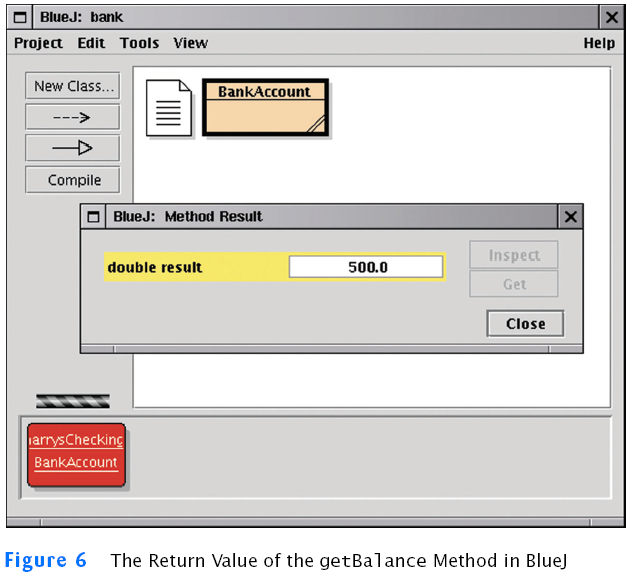 BlueJ: bank
Project Edit Tools View Help
New Class...
BankAccount
Compile
BlueJ: Method Result
double result 500.0
Inspect
Get
Close
arrysChecking
BankAccount
Figure 6 The Return Value of the getBalance Method in BlueJ